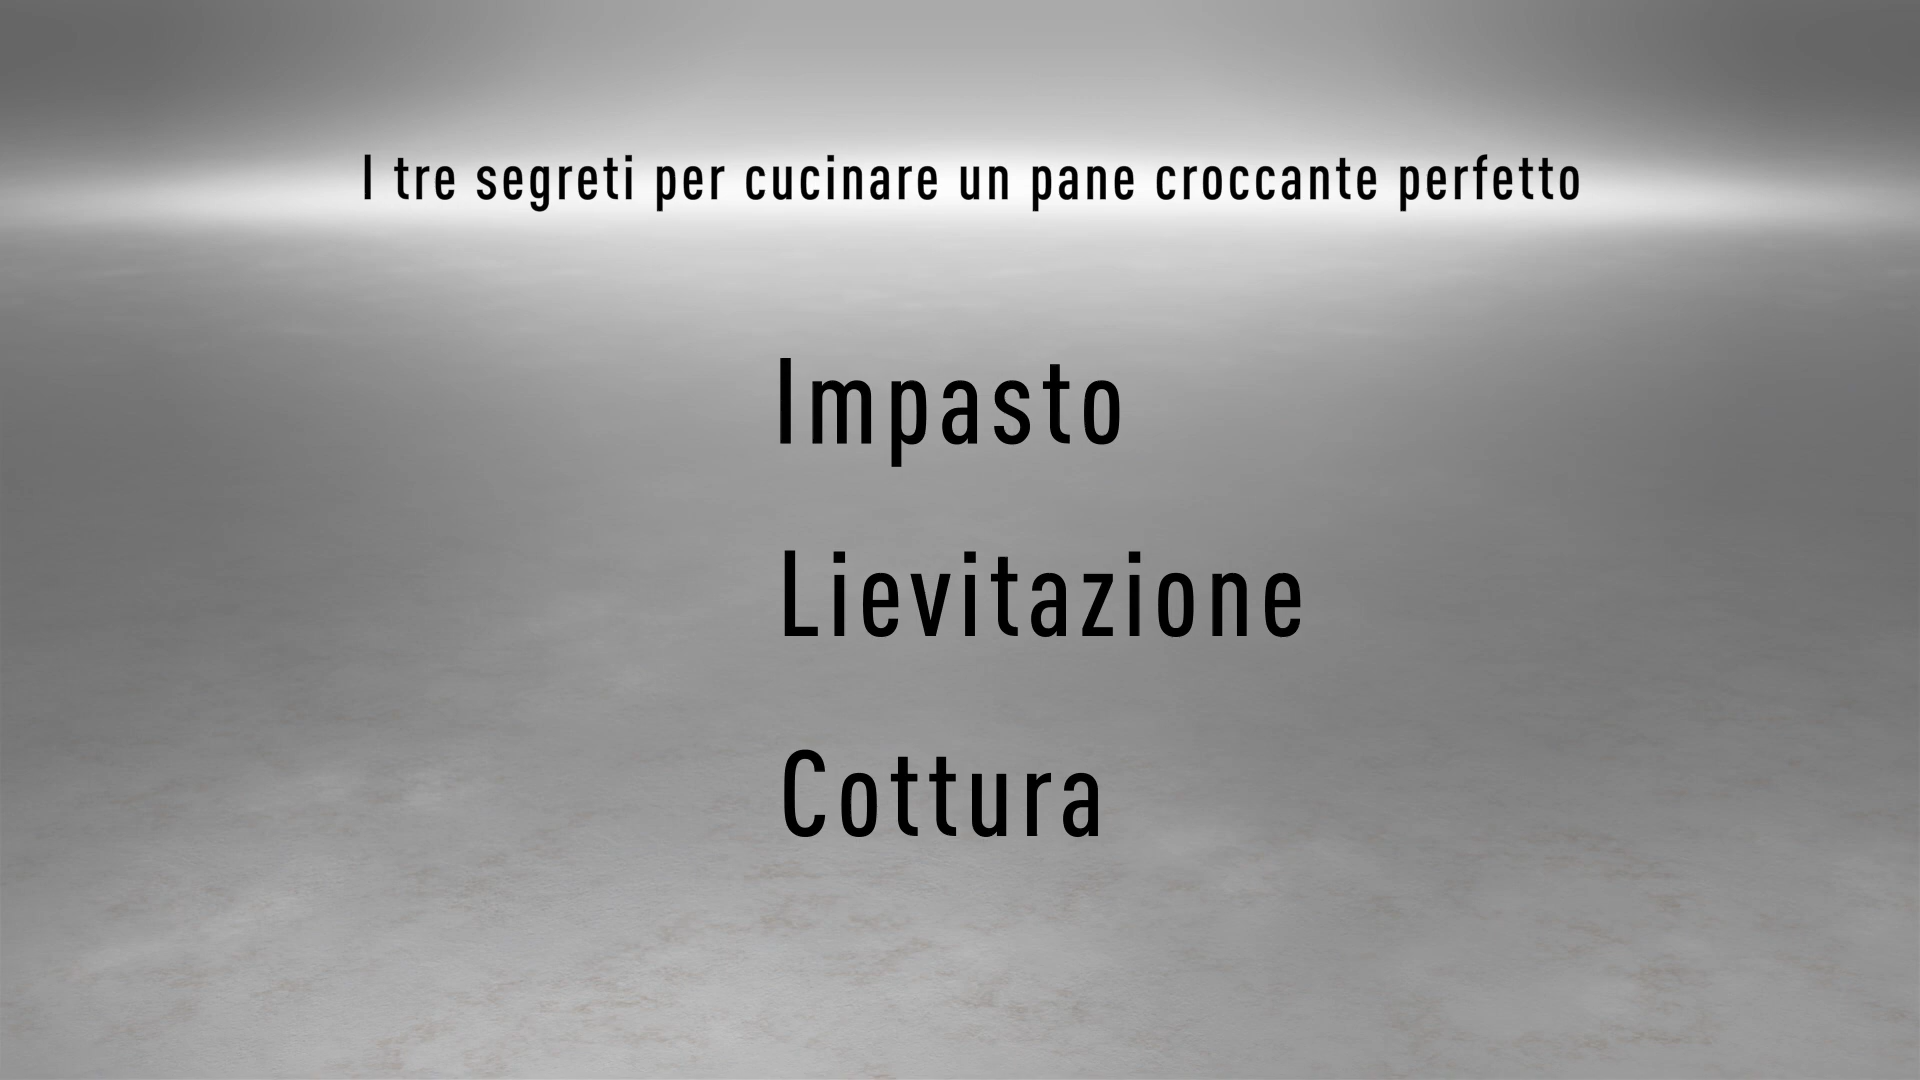 I tre segreti per cucinare un pane croccante perfetto
Impasto
Lievitazione
Cottura